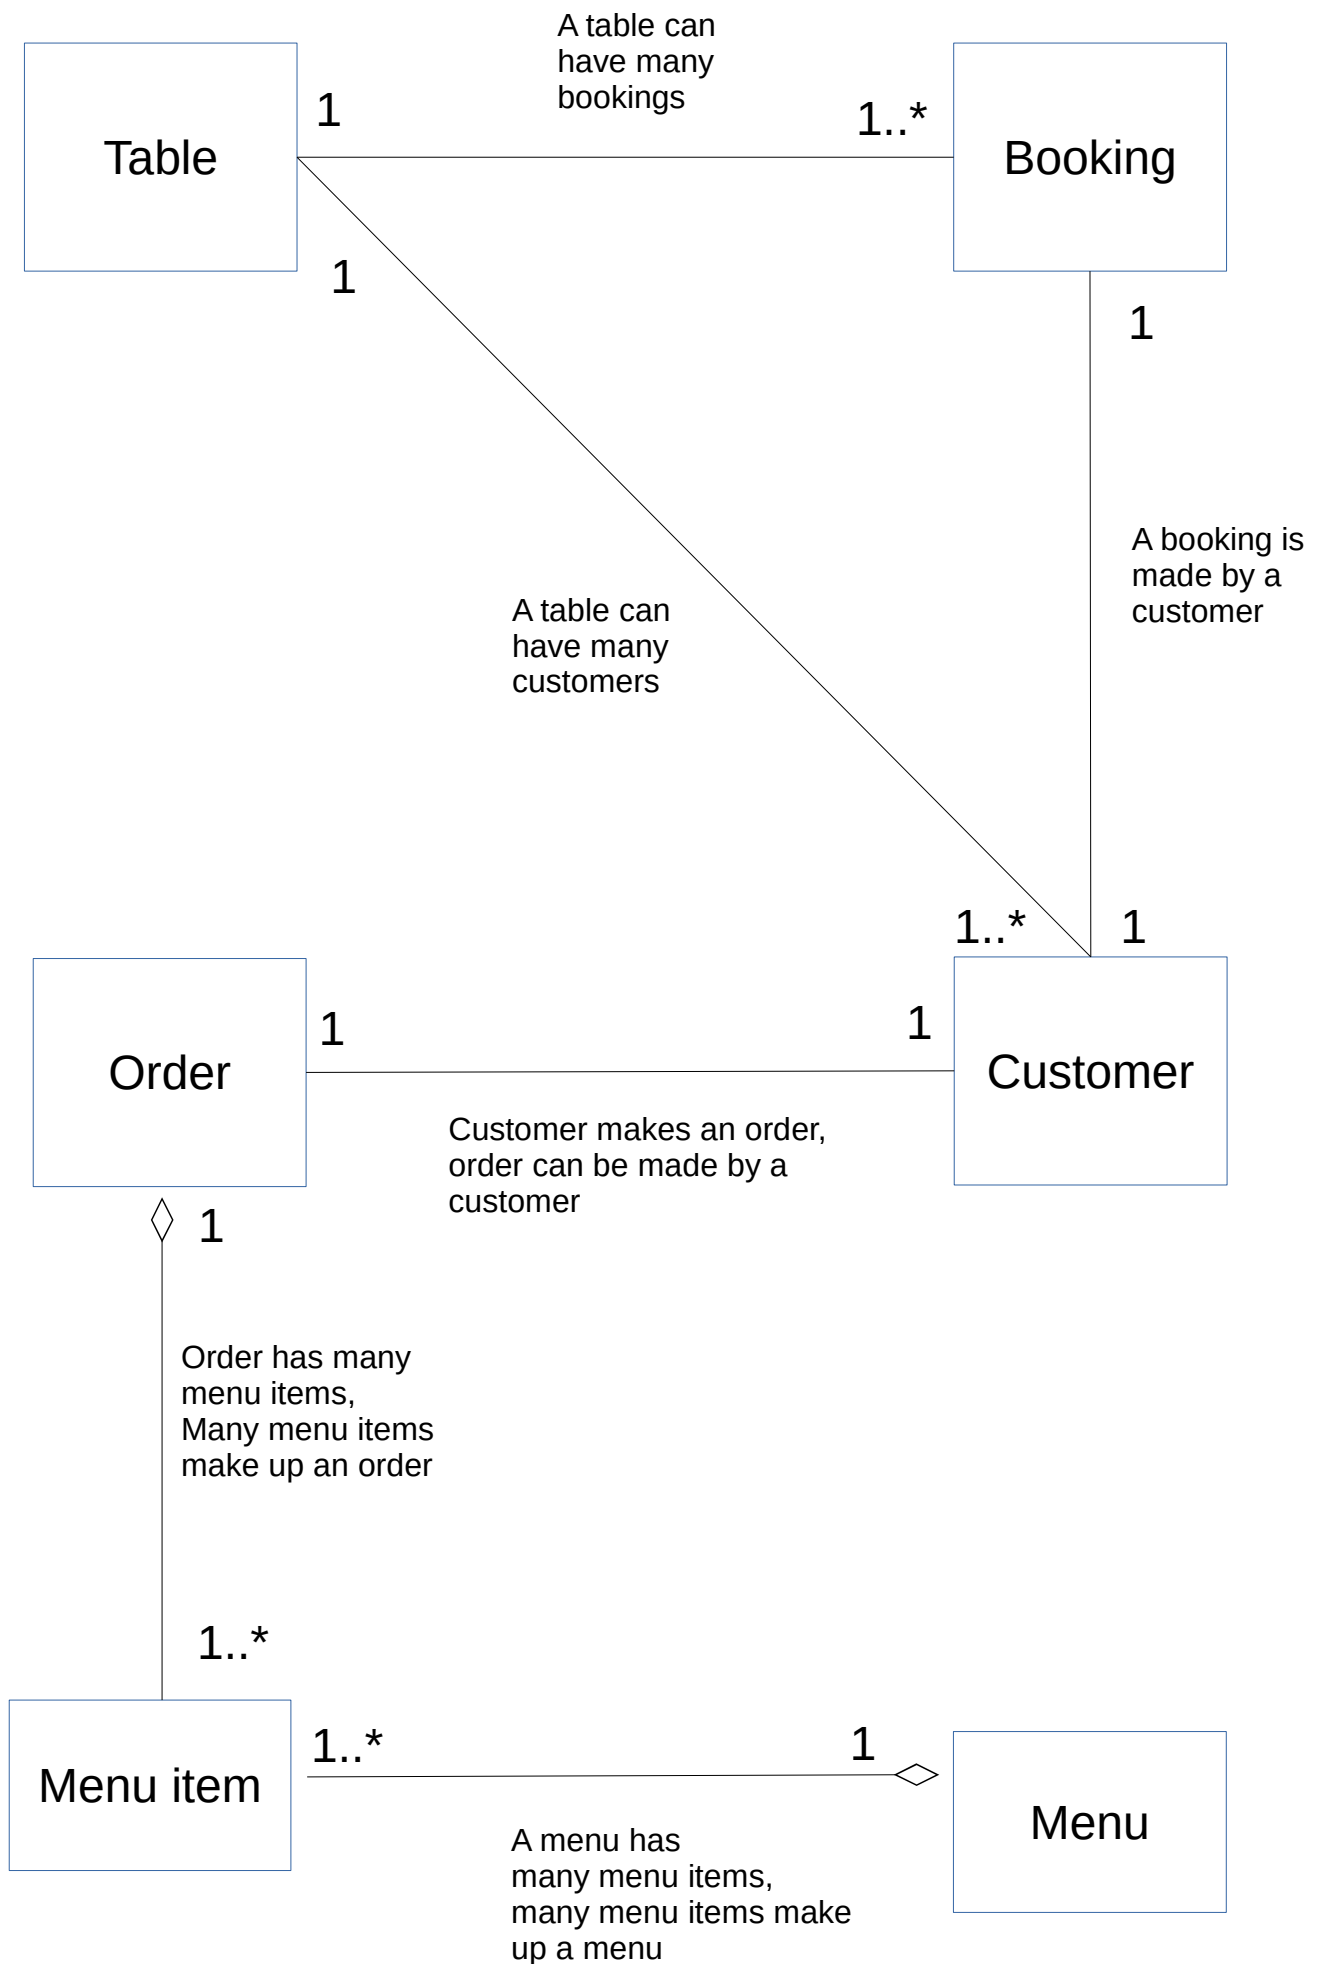 A table can
have many
bookings
1
1..*
Table
Booking
1
1
A booking is
made by a
customer
A table can
have many
customers
1..*
1
1
1
Order
Customer
Customer makes an order,
order can be made by a
customer
1
Order has many
menu items,
Many menu items
make up an order
1..*
1..*
1
Menu item
Menu
A menu has
many menu items,
many menu items make
up a menu